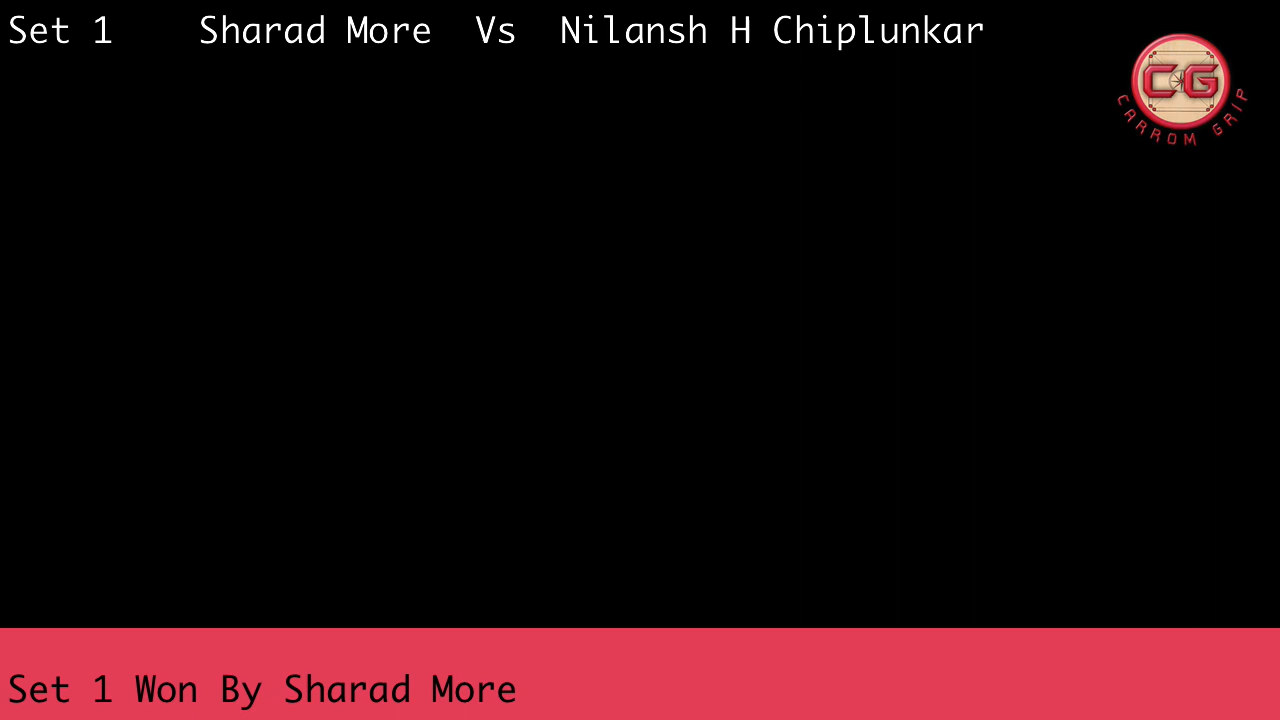 Set 1    Sharad More  Vs  Nilansh H Chiplunkar
CG
CARROM GRIP
Set 1 Won By Sharad More